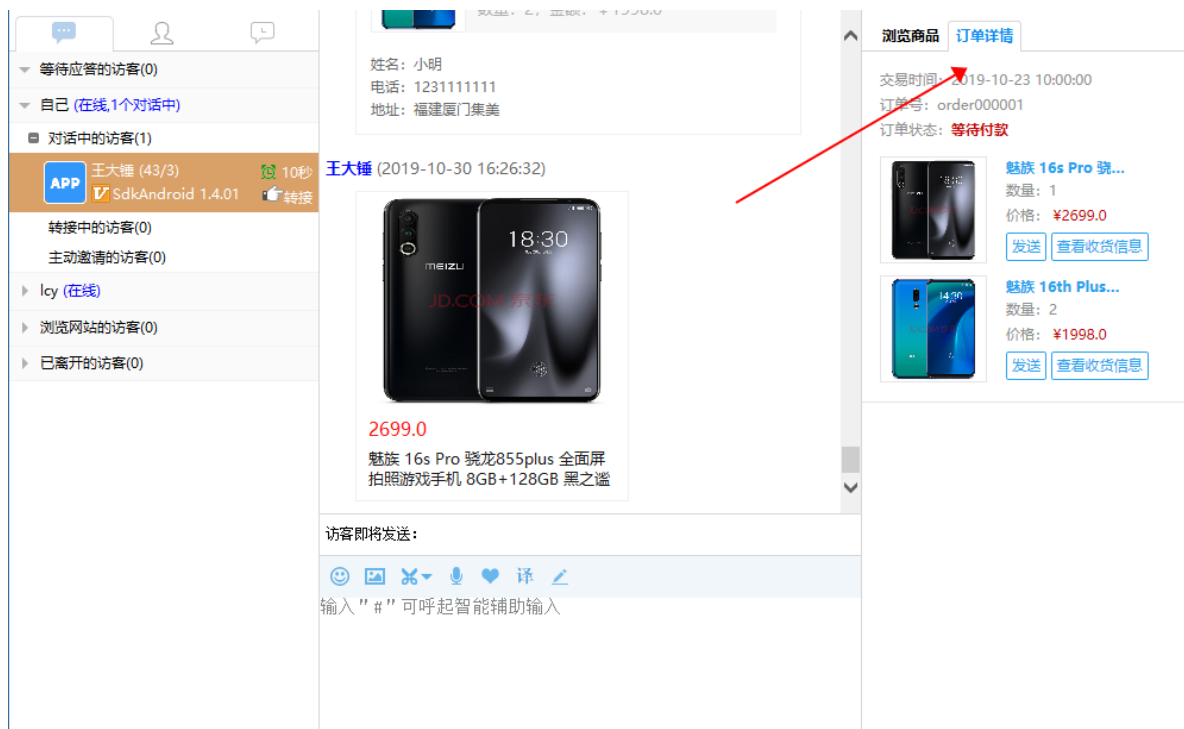 等待应答的访客(0)
自己 (在线,1个对话中)
对话中的访客(1)
APP
王大锤 (43/3)
10秒
SdkAndroid 1.4.01
转接
转接中的访客(0)
主动邀请的访客(0)
lcy (在线)
浏览网站的访客(0)
已离开的访客(0)
数量：2，金额：￥1998.0
姓名：小明
电话：1231111111
地址：福建厦门集美
王大锤 (2019-10-30 16:26:32)
18:30
MEIZU
JD.COM 京东
2699.0
魅族 16s Pro 骁龙855plus 全面屏
拍照游戏手机 8GB+128GB 黑之谧
访客即将发送：
译
输入＂#＂可呼起智能辅助输入
浏览商品
订单详情
交易时间：2019-10-23 10:00:00
订单号：order000001
订单状态：等待付款
魅族 16s Pro 骁...
数量：1
价格：¥2699.0
发送
查看收货信息
14:30
魅族 16th Plus...
数量：2
价格：¥1998.0
发送
查看收货信息